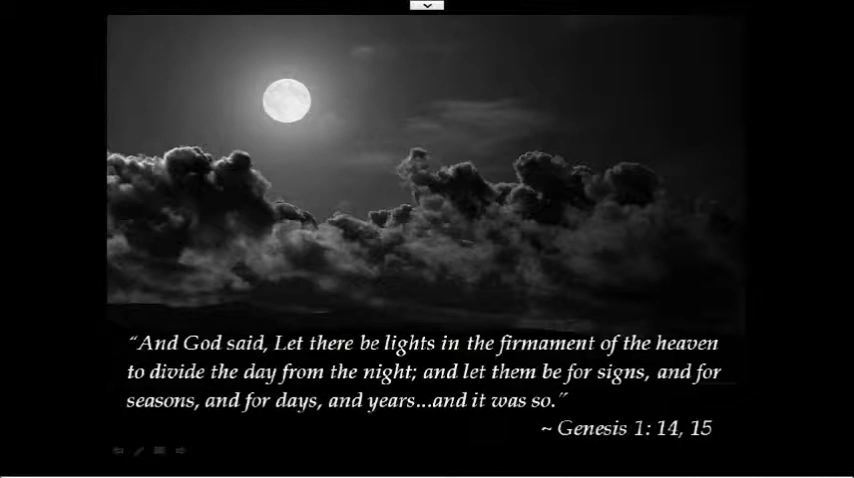 “And God said, Let there be lights in the firmament of the heaven
to divide the day from the night; and let them be for signs, and for
seasons, and for days, and years...and it was so.”
~ Genesis 1: 14, 15